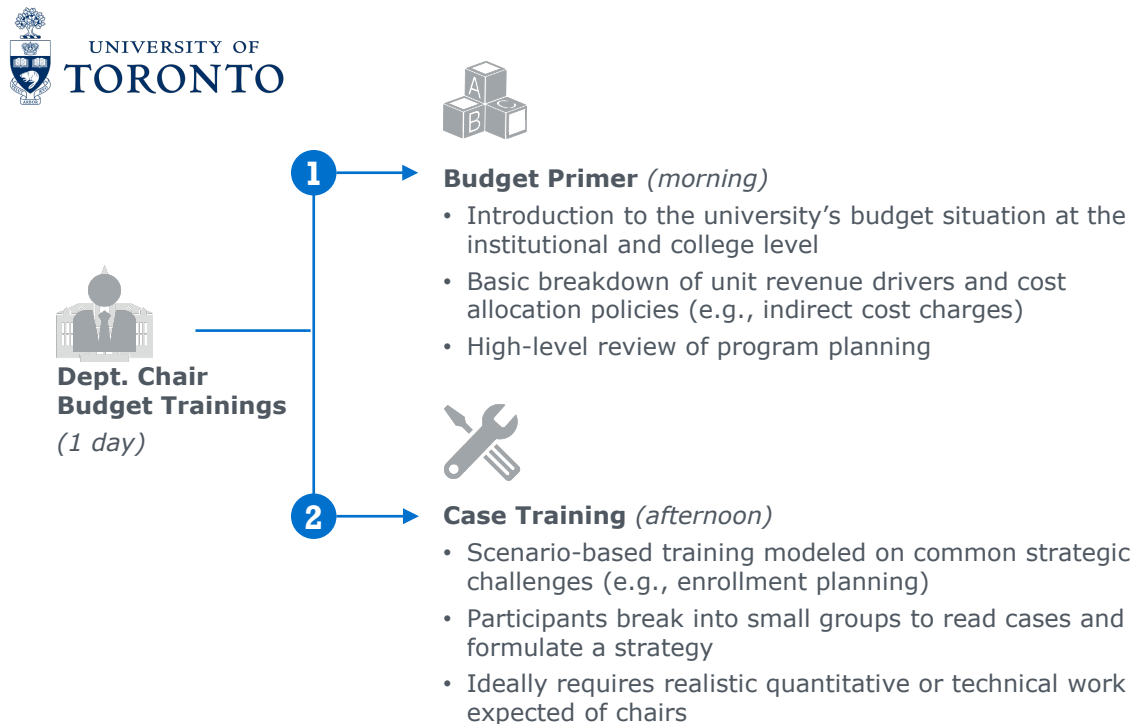 UNIVERSITY OF
TORONTO
A
B
C
1
Budget Primer (morning)
• Introduction to the university’s budget situation at the
institutional and college level
• Basic breakdown of unit revenue drivers and cost
allocation policies (e.g., indirect cost charges)
• High-level review of program planning
Dept. Chair
Budget Trainings
(1 day)
2
Case Training (afternoon)
• Scenario-based training modeled on common strategic
challenges (e.g., enrollment planning)
• Participants break into small groups to read cases and
formulate a strategy
• Ideally requires realistic quantitative or technical work
expected of chairs